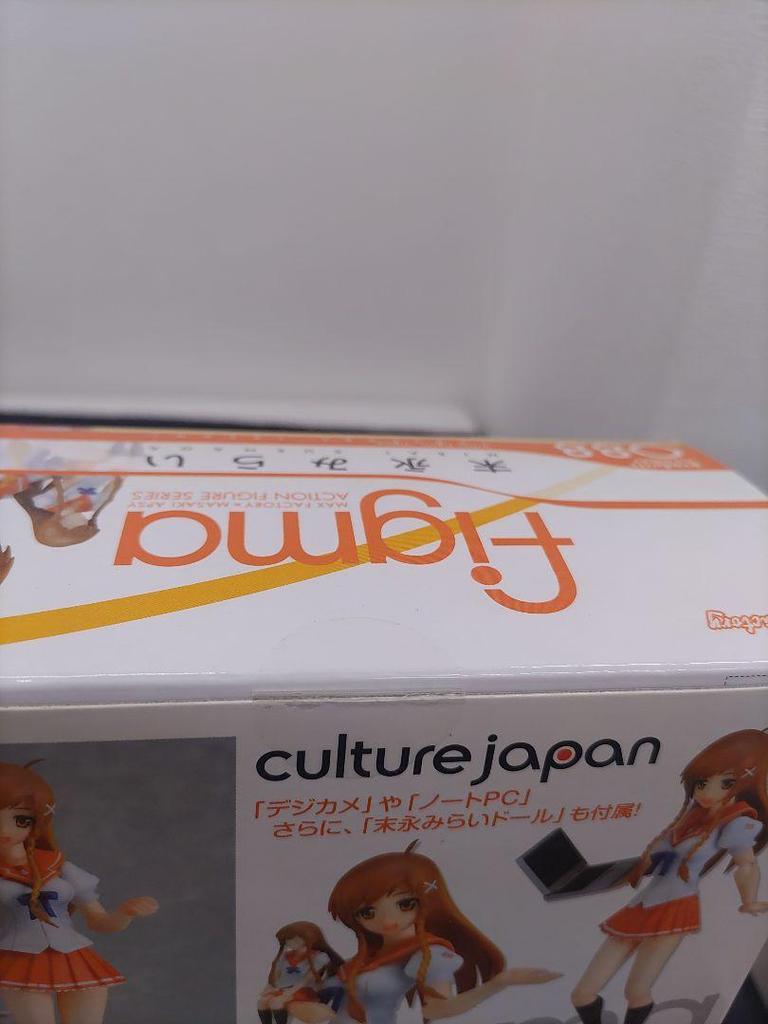 末永みらい
figma
MAX FACTORY × MASAKI APSY
ACTION FIGURE SERIES
culture japan
「デジカメ」や「ノートPC」
さらに、「末永みらいドール」も付属!